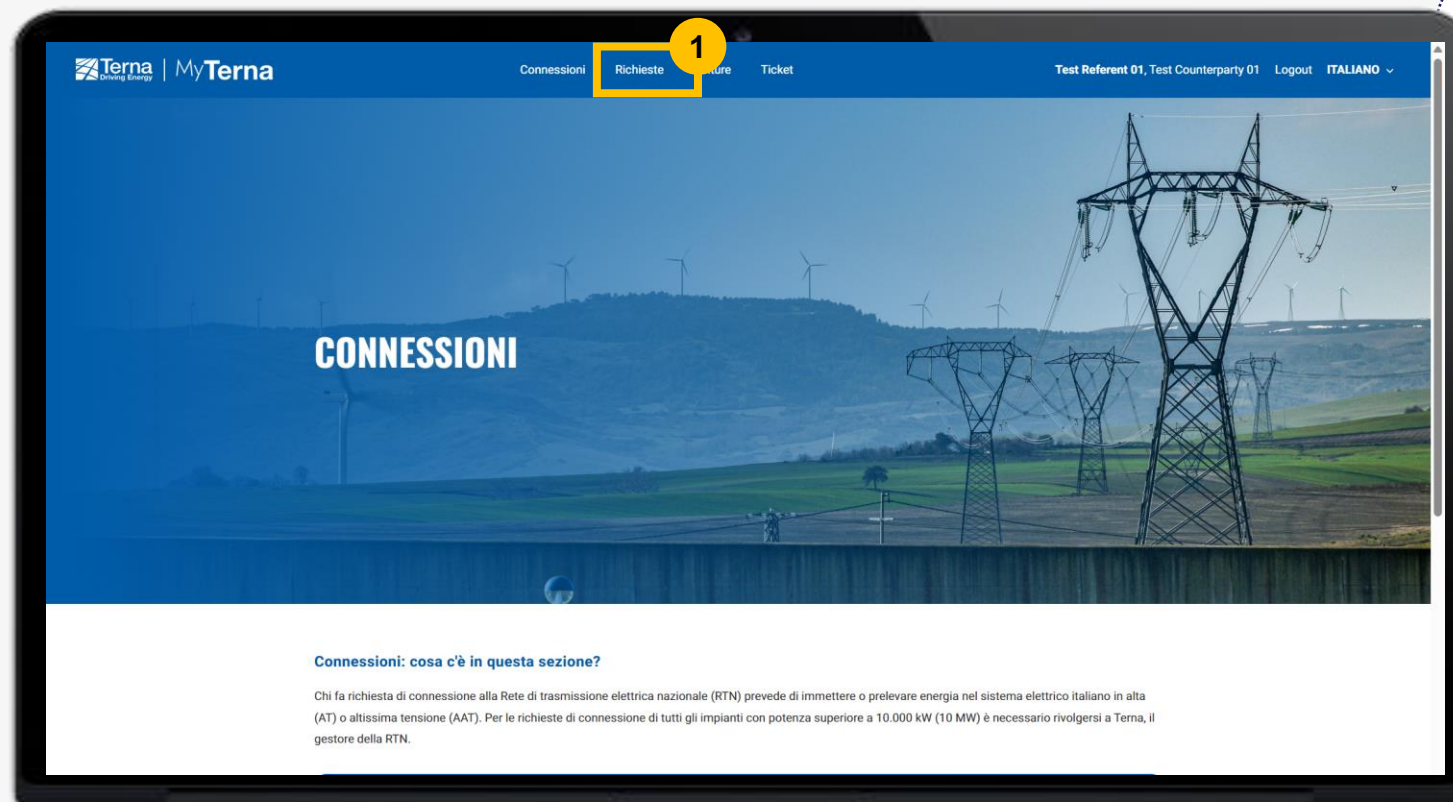 Terna
Driving Energy
MyTerna
Connessioni
Richieste
1
Ticket
Test Referent 01, Test Counterparty 01
Logout
ITALIANO
CONNESSIONI
Connessioni: cosa c'è in questa sezione?
Chi fa richiesta di connessione alla Rete di trasmissione elettrica nazionale (RTN) prevede di immettere o prelevare energia nel sistema elettrico italiano in alta
(AT) o altissima tensione (AAT). Per le richieste di connessione di tutti gli impianti con potenza superiore a 10.000 kW (10 MW) è necessario rivolgersi a Terna, il
gestore della RTN.